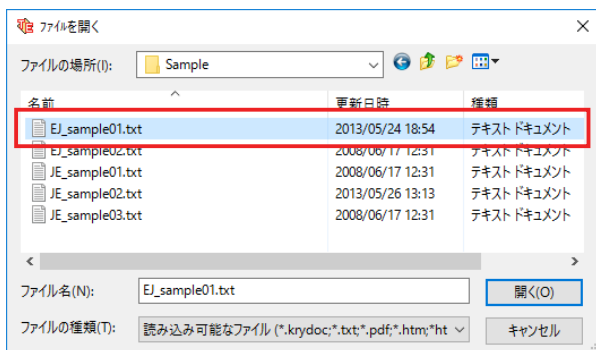 ファイルを開く
ファイルの場所(I): Sample
名前 更新日時 種類
EJ_sample01.txt 2013/05/24 18:54 テキスト ドキュメント
EJ_sample02.txt 2008/06/17 12:31 テキスト ドキュメント
JE_sample01.txt 2008/06/17 12:31 テキスト ドキュメント
JE_sample02.txt 2013/05/26 13:13 テキスト ドキュメント
JE_sample03.txt 2008/06/17 12:31 テキスト ドキュメント
ファイル名(N): EJ_sample01.txt 開く(O)
ファイルの種類(T): 読み込み可能なファイル (*.krydoc;*.txt;*.pdf;*.htm;*ht キャンセル